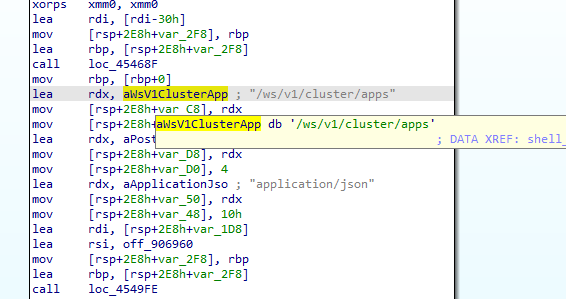 xorps xmm0, xmm0
lea rdi, [rdi-30h]
mov [rsp+2E8h+var_2F8], rbp
lea rbp, [rsp+2E8h+var_2F8]
call loc_45468F
mov rbp, [rbp+0]
lea rdx, aWsV1ClusterApp ; "/ws/v1/cluster/apps"
mov [rsp+2E8h+var_C8], rdx
mov [rsp+2E8h+
aWsV1ClusterApp db '/ws/v1/cluster/apps'
lea rdx, aPost
; DATA XREF: shell_
mov [rsp+2E8h+var_D8], rdx
mov [rsp+2E8h+var_D0], 4
lea rdx, aApplicationJso ; "application/json"
mov [rsp+2E8h+var_50], rdx
mov [rsp+2E8h+var_48], 10h
lea rdi, [rsp+2E8h+var_1D8]
lea rsi, off_906960
mov [rsp+2E8h+var_2F8], rbp
lea rbp, [rsp+2E8h+var_2F8]
call loc_4549FE